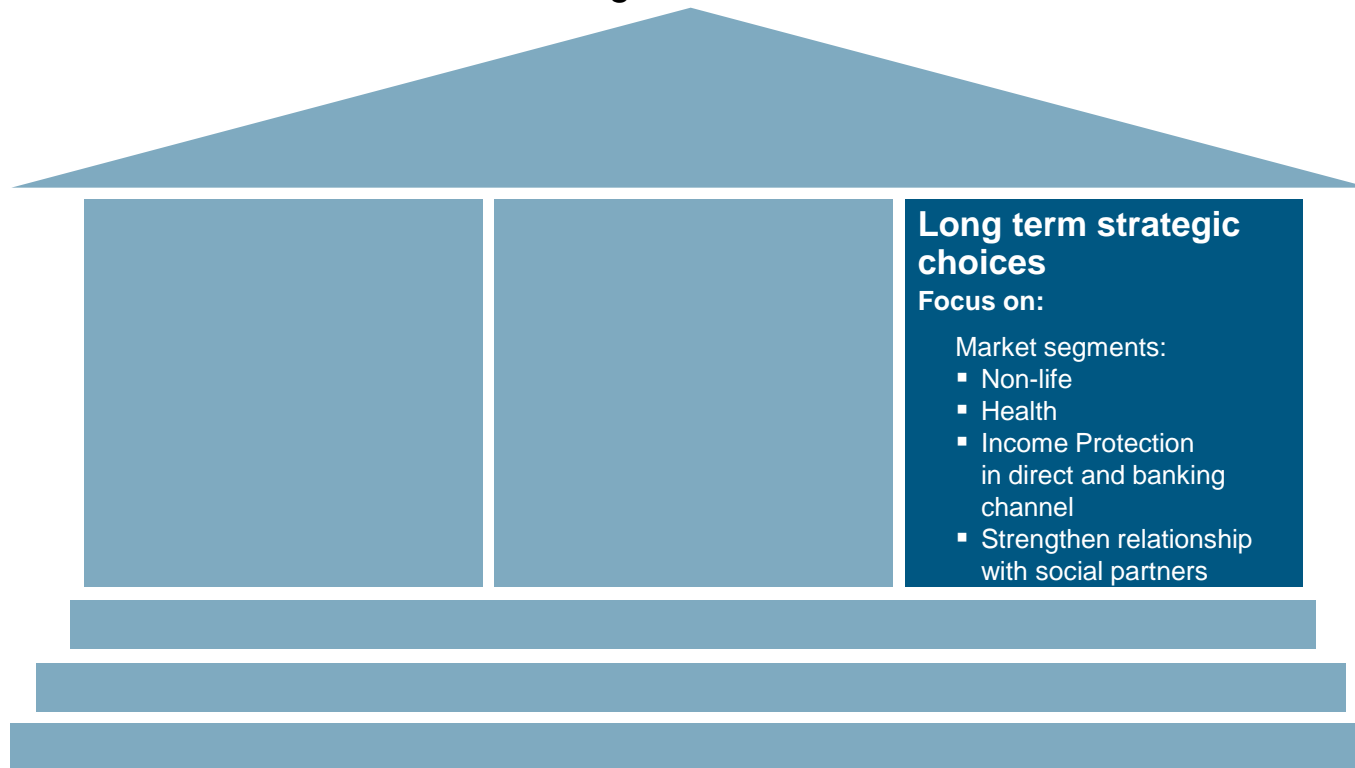 Long term strategic
choices
Focus on:
Market segments:
▪ Non-life
▪ Health
▪ Income Protection
in direct and banking
channel
▪ Strengthen relationship
with social partners